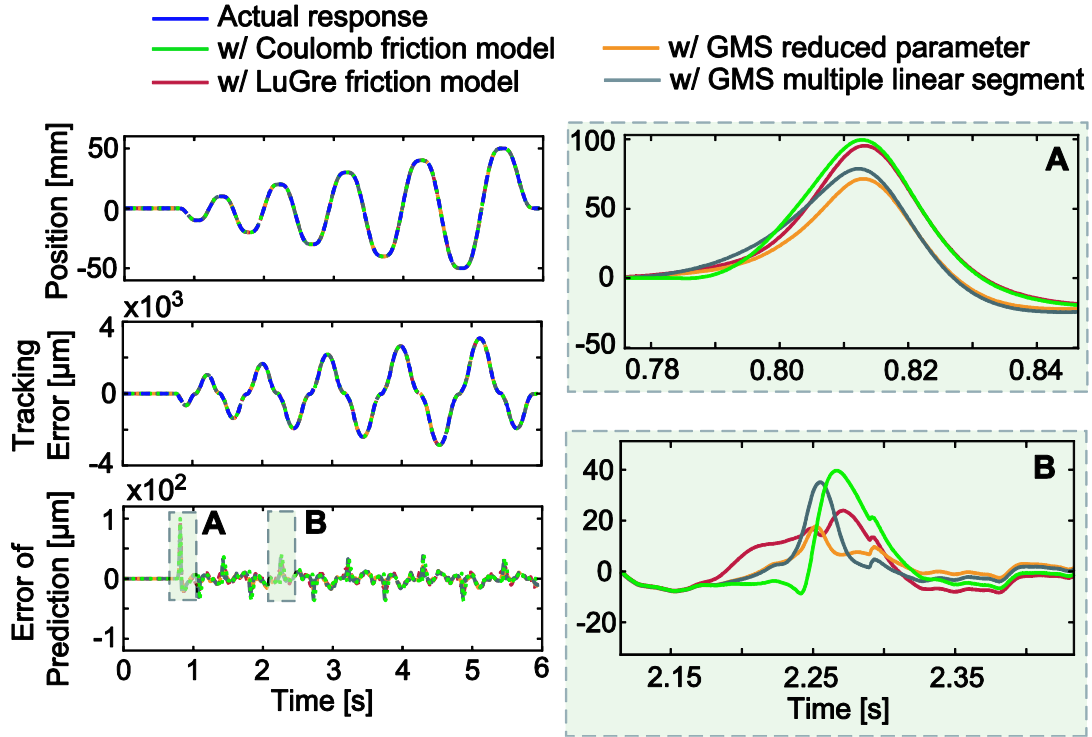 Actual response
w/ Coulomb friction model
w/ LuGre friction model
w/ GMS reduced parameter
w/ GMS multiple linear segment
Position [mm]
50
0
-50
x10³
Tracking
Error [µm]
4
0
-4
x10²
Error of
Prediction [µm]
1
0
-1
A
B
0 1 2 3 4 5 6
Time [s]
A
100
50
0
-50
0.78 0.80 0.82 0.84
B
40
20
0
-20
2.15 2.25 2.35
Time [s]